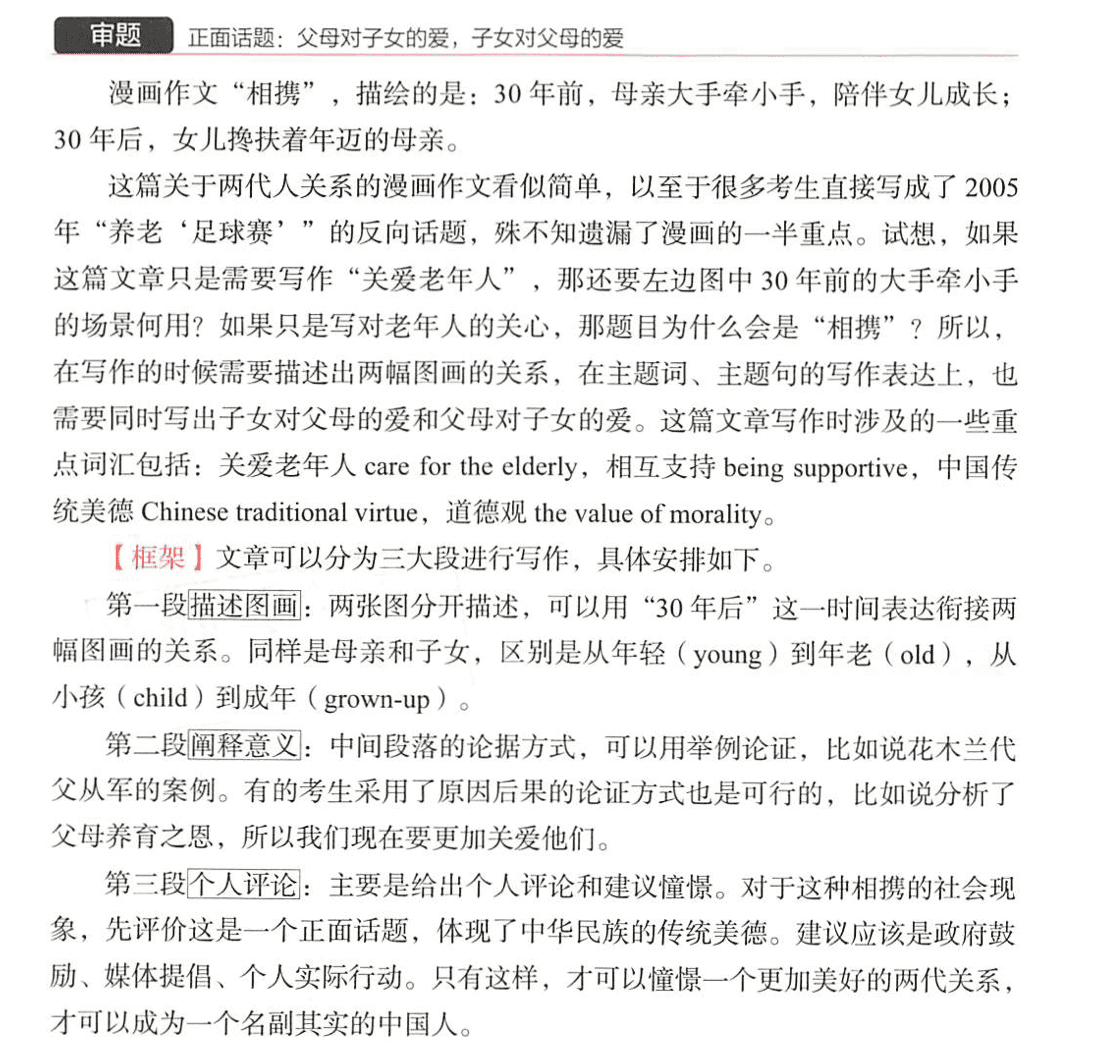 审题 正面话题：父母对子女的爱，子女对父母的爱
漫画作文“相携”，描绘的是：30 年前，母亲大手牵小手，陪伴女儿成长；
30 年后，女儿搀扶着年迈的母亲。
这篇关于两代人关系的漫画作文看似简单，以至于很多考生直接写成了 2005
年“养老‘足球赛’”的反向话题，殊不知遗漏了漫画的一半重点。试想，如果
这篇文章只是需要写作“关爱老年人”，那还要左边图中 30 年前的大手牵小手
的场景何用？如果只是写对老年人的关心，那题目为什么会是“相携”？所以，
在写作的时候需要描述出两幅图画的关系，在主题词、主题句的写作表达上，也
需要同时写出子女对父母的爱和父母对子女的爱。这篇文章写作时涉及的一些重
点词汇包括：关爱老年人 care for the elderly，相互支持 being supportive，中国传
统美德 Chinese traditional virtue，道德观 the value of morality。
【框架】文章可以分为三大段进行写作，具体安排如下。
第一段描述图画：两张图分开描述，可以用“30 年后”这一时间表达衔接两
幅图画的关系。同样是母亲和子女，区别是从年轻（young）到年老（old），从
小孩（child）到成年（grown-up）。
第二段阐释意义：中间段落的论据方式，可以用举例论证，比如说花木兰代
父从军的案例。有的考生采用了原因后果的论证方式也是可行的，比如说分析了
父母养育之恩，所以我们现在要更加关爱他们。
第三段个人评论：主要是给出个人评论和建议憧憬。对于这种相携的社会现
象，先评价这是一个正面话题，体现了中华民族的传统美德。建议应该是政府鼓
励、媒体提倡、个人实际行动。只有这样，才可以憧憬一个更加美好的两代关系，
才可以成为一个名副其实的中国人。